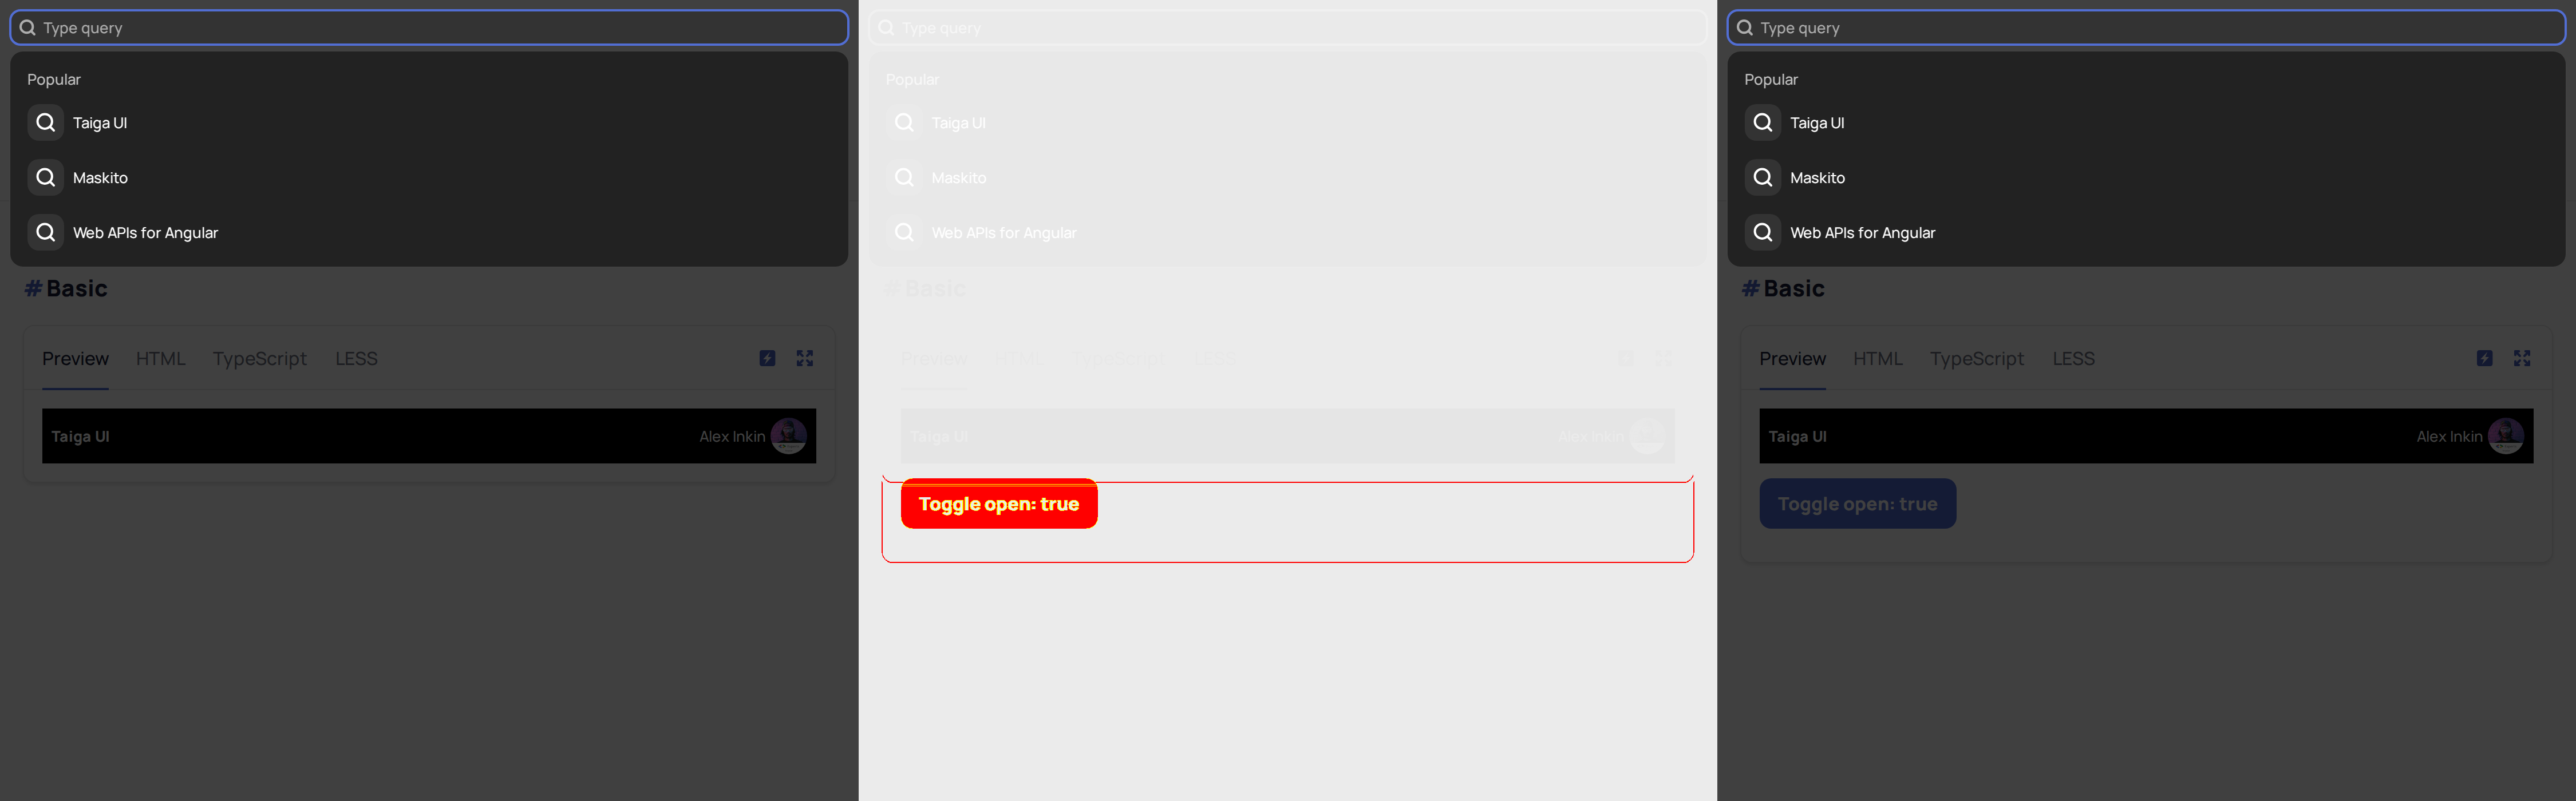 Type query
Popular
Taiga UI
Maskito
Web APIs for Angular
#Basic
Preview HTML TypeScript LESS
Taiga UI Alex Inkin
Type query
Popular
Taiga UI
Maskito
Web APIs for Angular
# Basic
Preview HTML TypeScript LESS
Taiga UI Alex Inkin
Toggle open: true
Type query
Popular
Taiga UI
Maskito
Web APIs for Angular
#Basic
Preview HTML TypeScript LESS
Taiga UI Alex Inkin
Toggle open: true